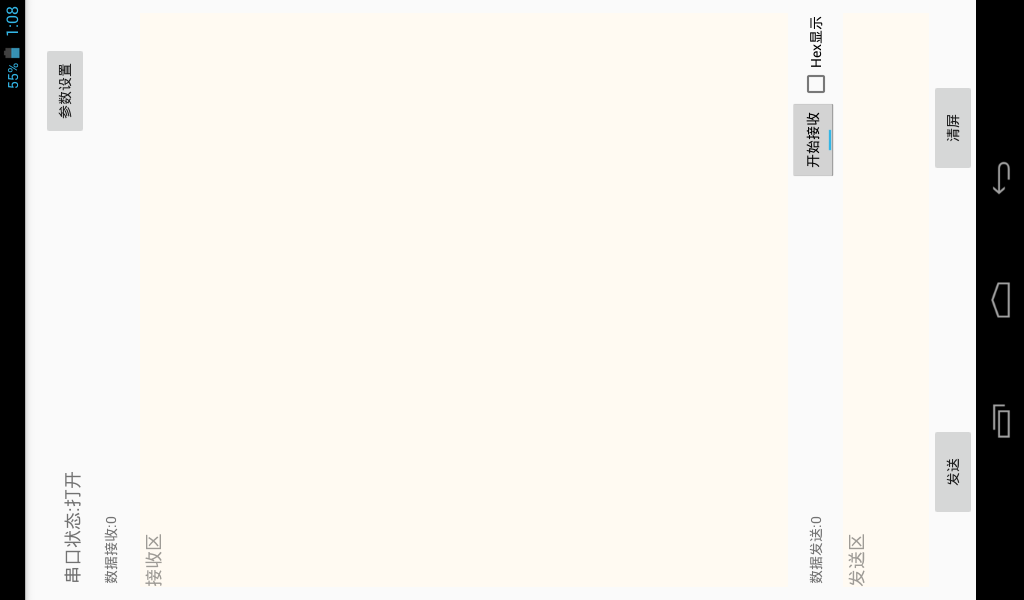 55% 1:08
串口状态:打开 参数设置
数据接收:0
接收区
数据发送:0 开始接收 Hex显示
发送区
发送 清屏